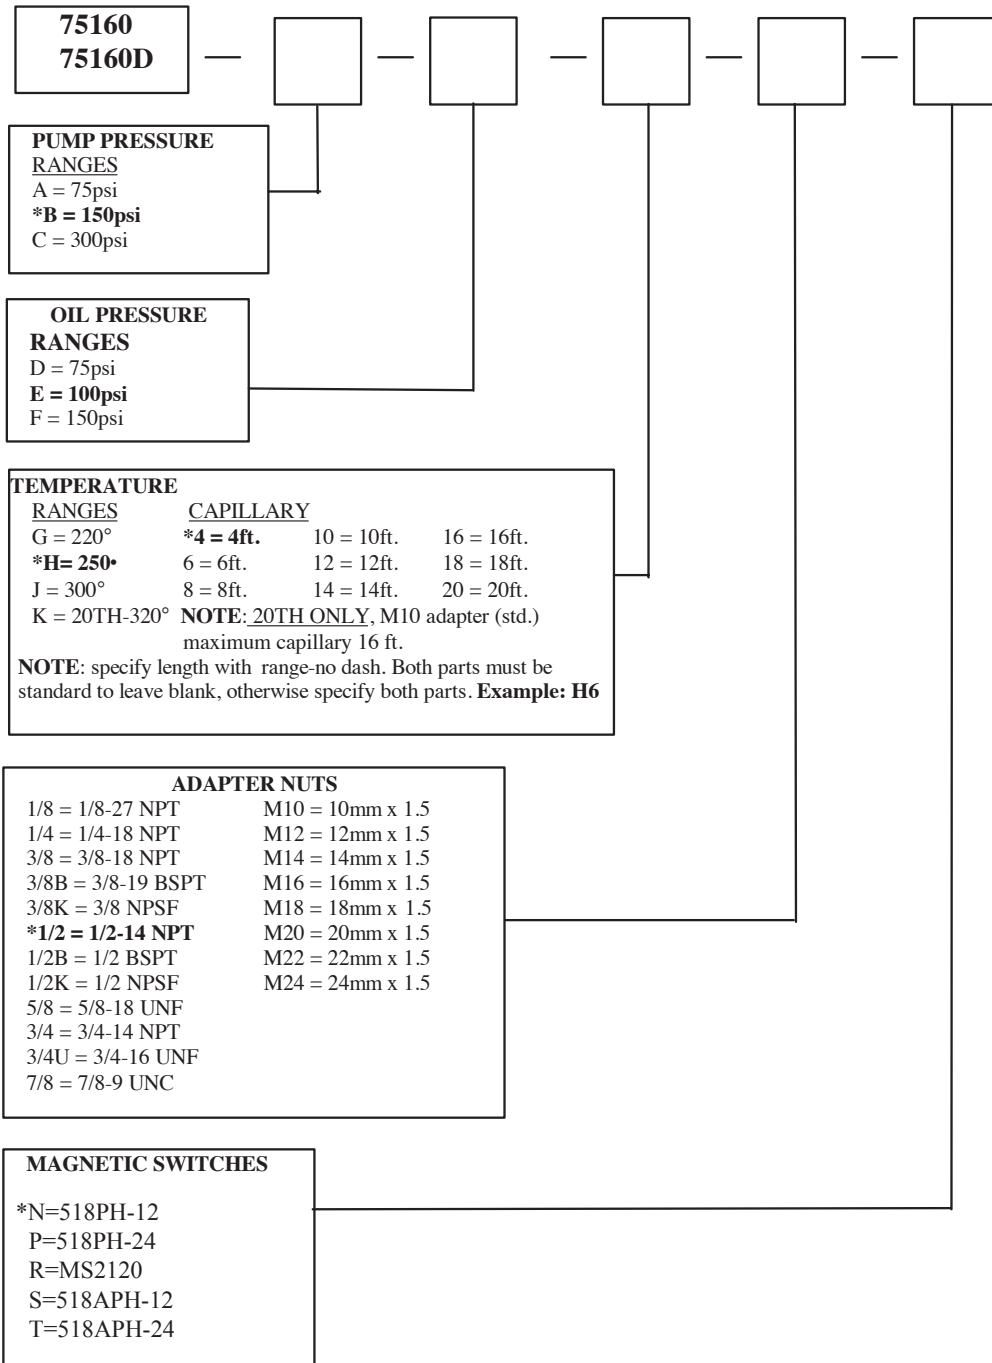 75160
75160D
PUMP PRESSURE
RANGES
A = 75psi
*B = 150psi
C = 300psi
OIL PRESSURE
RANGES
D = 75psi
E = 100psi
F = 150psi
TEMPERATURE
RANGES CAPILLARY
G = 220° *4 = 4ft. 10 = 10ft. 16 = 16ft.
*H= 250• 6 = 6ft. 12 = 12ft. 18 = 18ft.
J = 300° 8 = 8ft. 14 = 14ft. 20 = 20ft.
K = 20TH-320° NOTE: 20TH ONLY, M10 adapter (std.)
maximum capillary 16 ft.
NOTE: specify length with range-no dash. Both parts must be
standard to leave blank, otherwise specify both parts. Example: H6
ADAPTER NUTS
1/8 = 1/8-27 NPT M10 = 10mm x 1.5
1/4 = 1/4-18 NPT M12 = 12mm x 1.5
3/8 = 3/8-18 NPT M14 = 14mm x 1.5
3/8B = 3/8-19 BSPT M16 = 16mm x 1.5
3/8K = 3/8 NPSF M18 = 18mm x 1.5
*1/2 = 1/2-14 NPT M20 = 20mm x 1.5
1/2B = 1/2 BSPT M22 = 22mm x 1.5
1/2K = 1/2 NPSF M24 = 24mm x 1.5
5/8 = 5/8-18 UNF
3/4 = 3/4-14 NPT
3/4U = 3/4-16 UNF
7/8 = 7/8-9 UNC
MAGNETIC SWITCHES
*N=518PH-12
P=518PH-24
R=MS2120
S=518APH-12
T=518APH-24